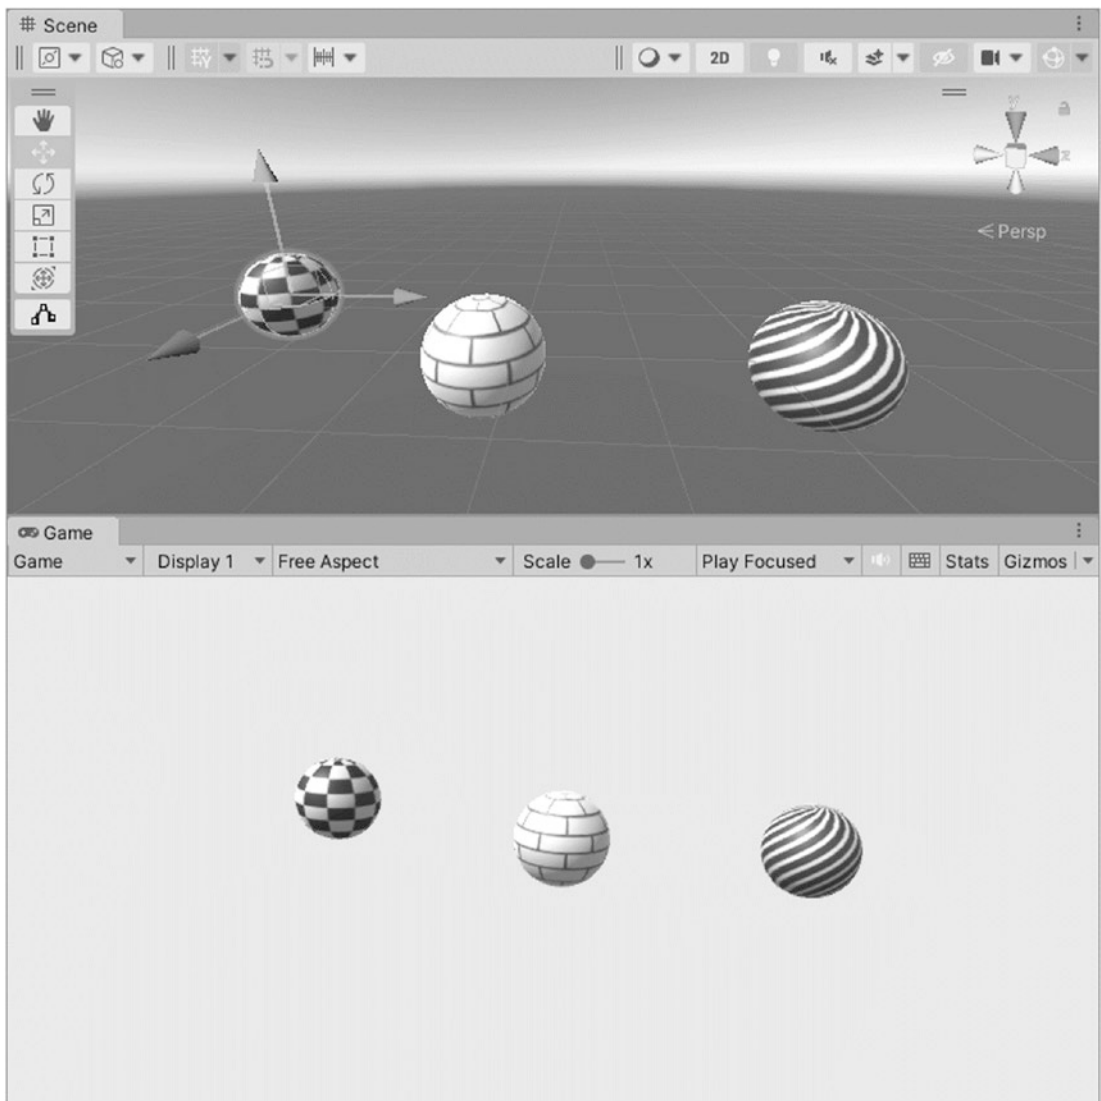 Scene
2D
y
z
Persp
Game
Game Display 1 Free Aspect Scale 1x Play Focused Stats Gizmos